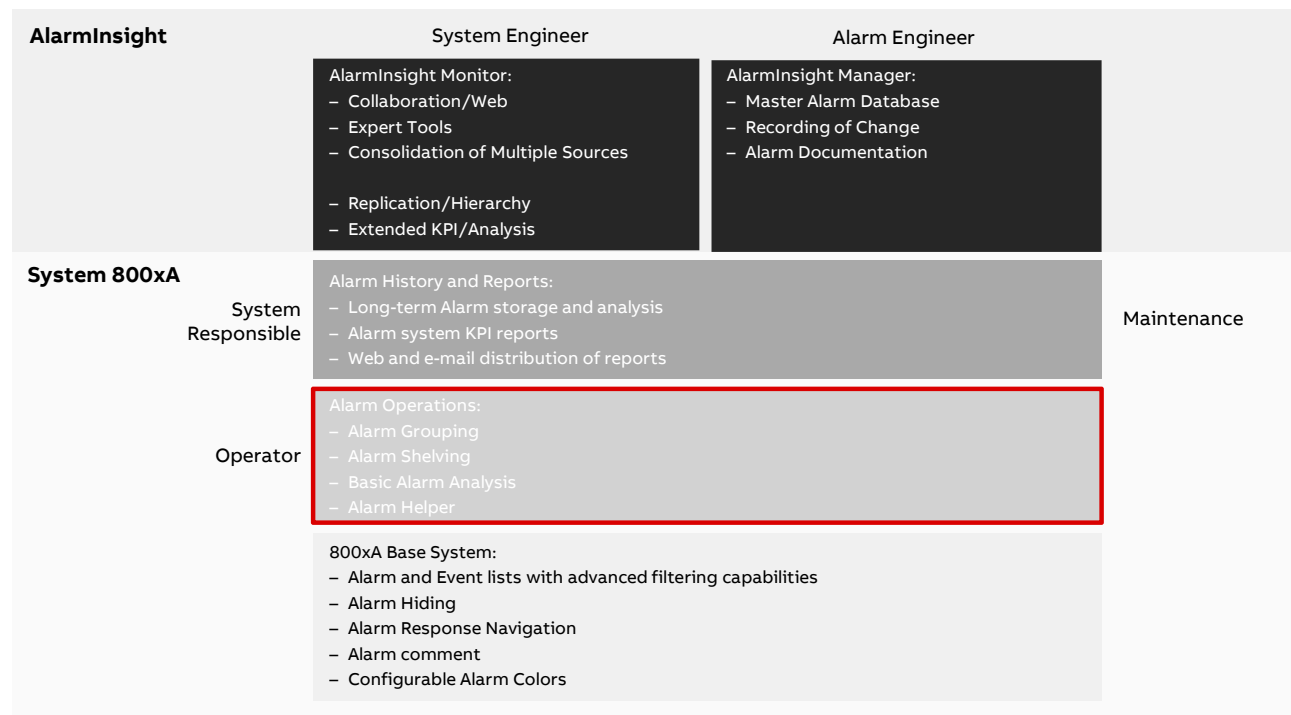 AlarmInsight
System Engineer
Alarm Engineer
AlarmInsight Monitor:
– Collaboration/Web
– Expert Tools
– Consolidation of Multiple Sources
– Replication/Hierarchy
– Extended KPI/Analysis
AlarmInsight Manager:
– Master Alarm Database
– Recording of Change
– Alarm Documentation
System 800xA
System
Responsible
Alarm History and Reports:
– Long-term Alarm storage and analysis
– Alarm system KPI reports
– Web and e-mail distribution of reports
Maintenance
Operator
Alarm Operations:
– Alarm Grouping
– Alarm Shelving
– Basic Alarm Analysis
– Alarm Helper
800xA Base System:
– Alarm and Event lists with advanced filtering capabilities
– Alarm Hiding
– Alarm Response Navigation
– Alarm comment
– Configurable Alarm Colors